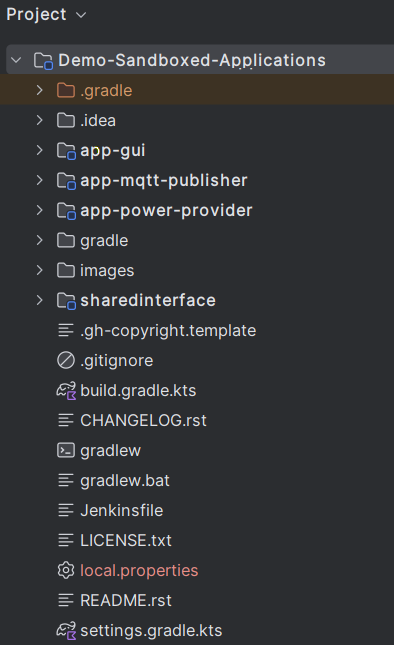 Project
Demo-Sandboxed-Applications
.gradle
.idea
app-gui
app-mqtt-publisher
app-power-provider
gradle
images
sharedinterface
.gh-copyright.template
.gitignore
build.gradle.kts
CHANGELOG.rst
gradlew
gradlew.bat
Jenkinsfile
LICENSE.txt
local.properties
README.rst
settings.gradle.kts